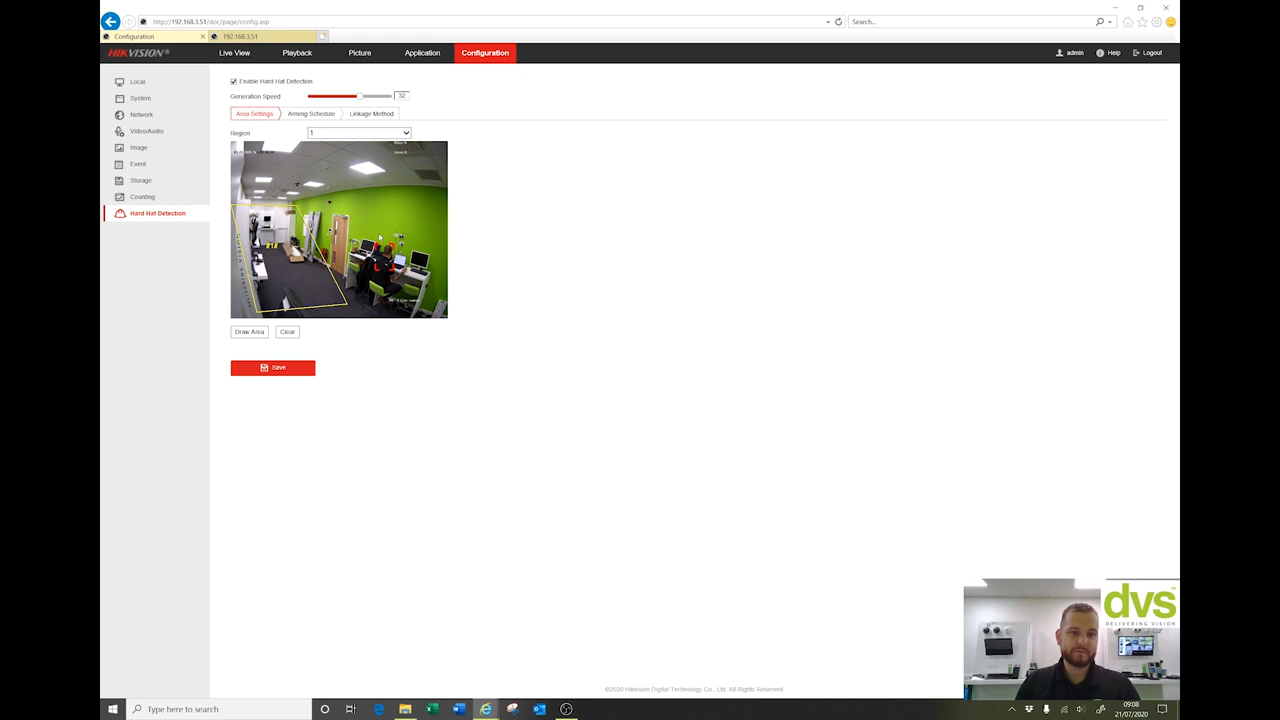 http://192.168.3.51/doc/page/config.asp
Search...
Configuration
192.168.3.51
HIKVISION®
Live View
Playback
Picture
Application
Configuration
admin
Help
Logout
Local
System
Network
Video/Audio
Image
Event
Storage
Counting
Hard Hat Detection
Enable Hard Hat Detection
Generation Speed
32
Area Settings
Arming Schedule
Linkage Method
Region
1
#1#
Draw Area
Clear
Save
©2020 Hikvision Digital Technology Co., Ltd. All Rights Reserved.
dvs
DELIVERING VISION
Type here to search
09:08
21/07/2020